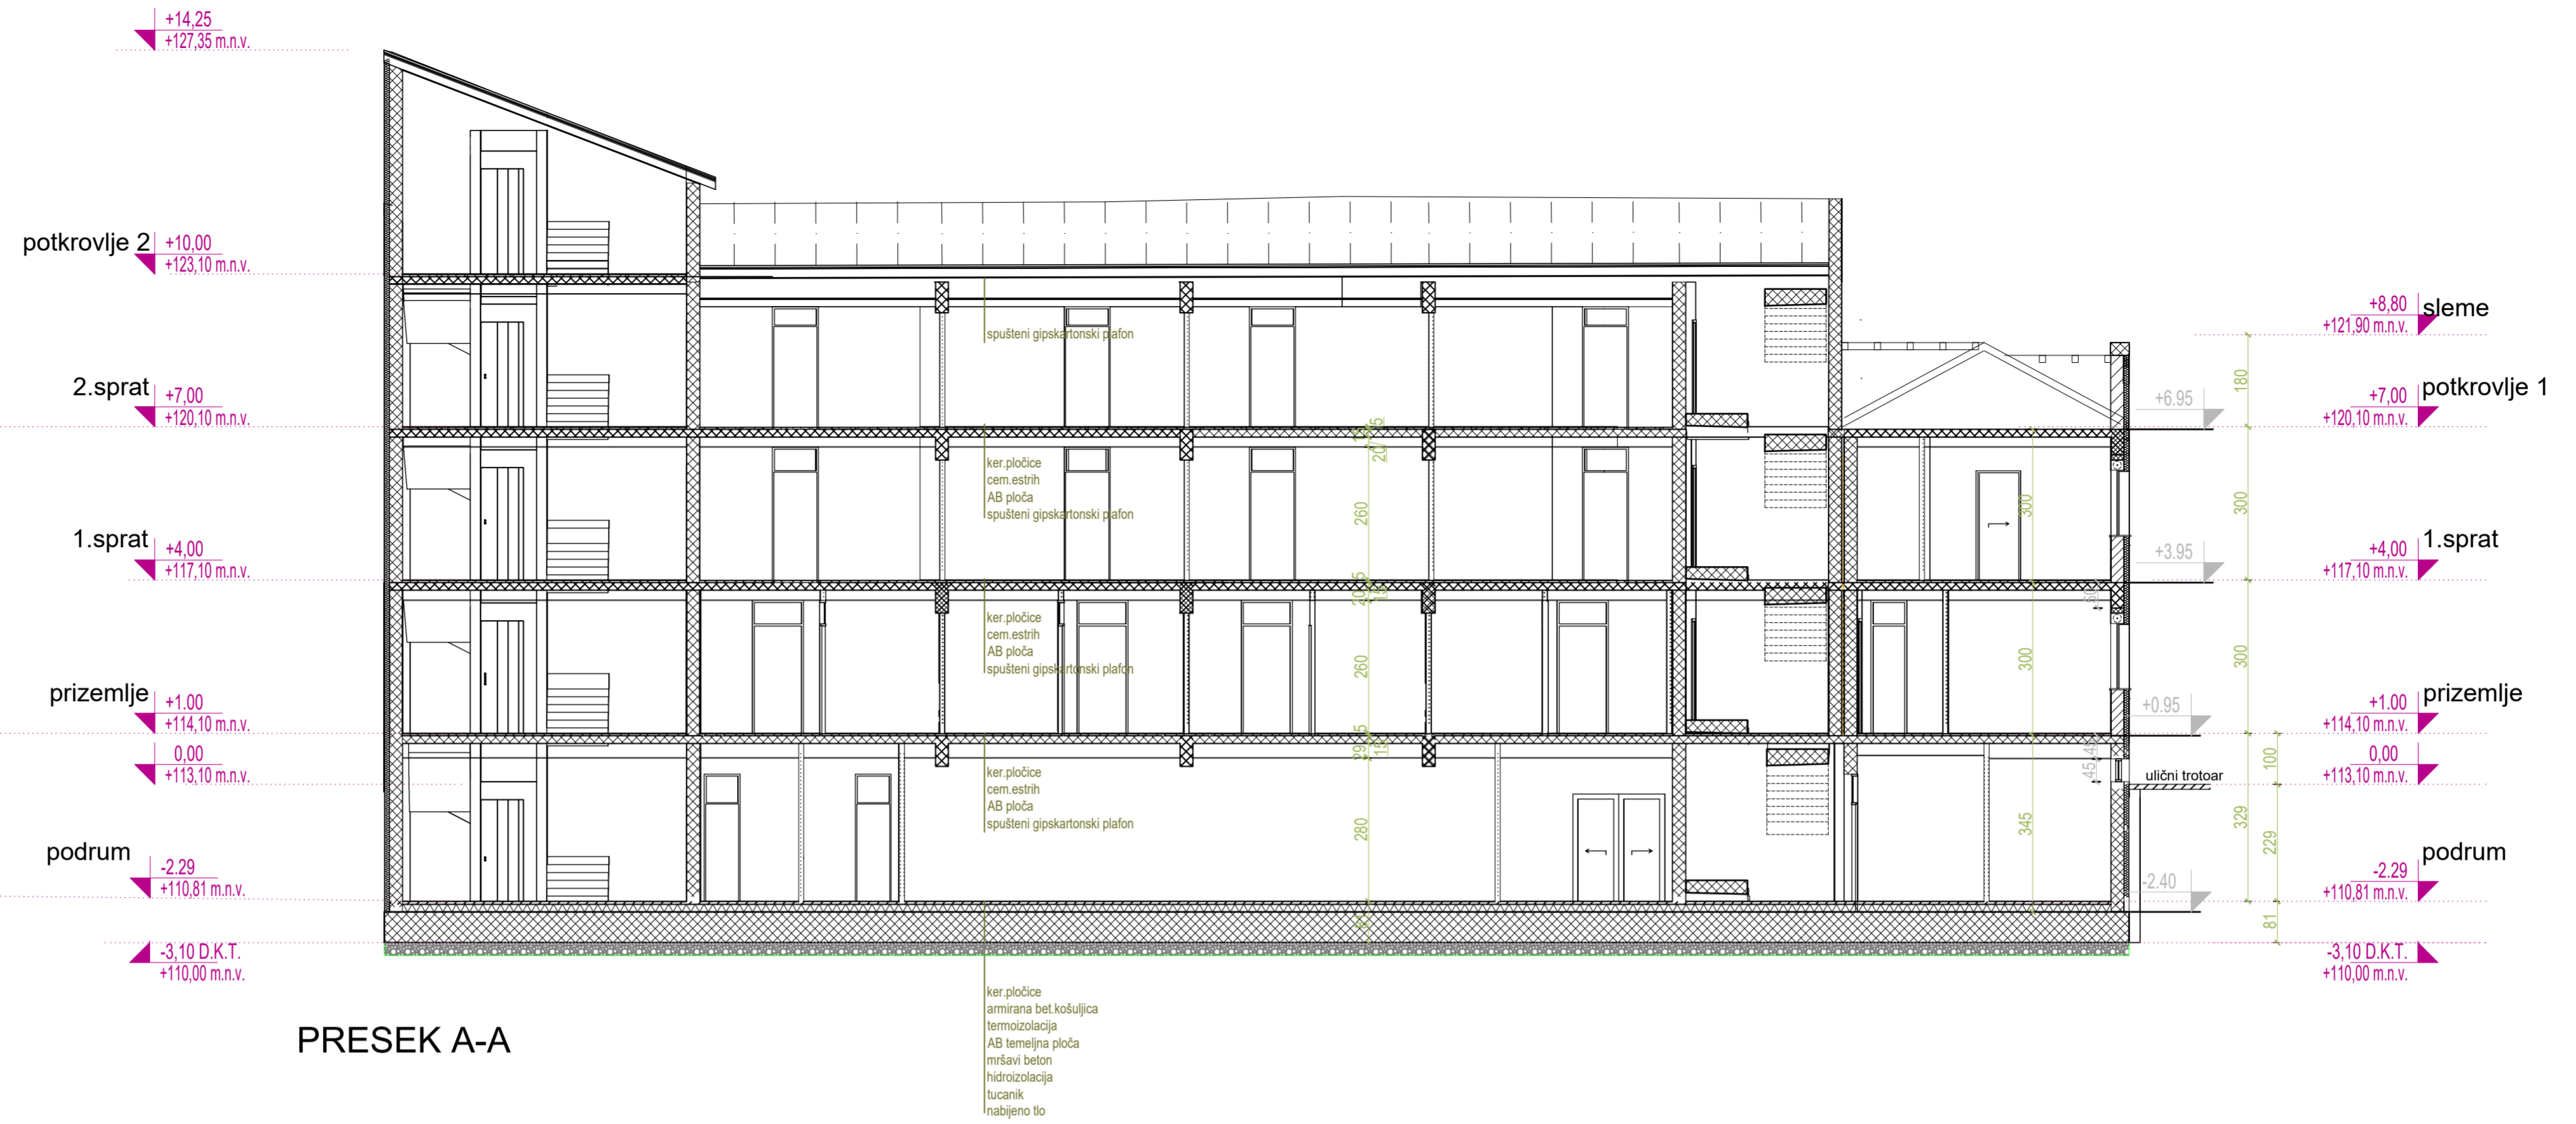 +14,25
+127,35 m.n.v.
potkrovlje 2
+10,00
+123,10 m.n.v.
2.sprat
+7,00
+120,10 m.n.v.
1.sprat
+4,00
+117,10 m.n.v.
prizemlje
+1.00
+114,10 m.n.v.
0,00
+113,10 m.n.v.
podrum
-2.29
+110,81 m.n.v.
-3,10 D.K.T.
+110,00 m.n.v.
spušteni gipskartonski plafon
ker.pločice
cem.estrih
AB ploča
spušteni gipskartonski plafon
ker.pločice
cem.estrih
AB ploča
spušteni gipskartonski plafon
ker.pločice
cem.estrih
AB ploča
spušteni gipskartonski plafon
ker.pločice
armirana bet.košuljica
termoizolacija
AB temeljna ploča
mršavi beton
hidroizolacija
tucanik
nabijeno tlo
20
260
260
280
81
300
300
345
+6.95
+3.95
+0.95
-2.40
ulični trotoar
180
300
300
100
329
229
81
+8,80
+121,90 m.n.v.
sleme
+7,00
+120,10 m.n.v.
potkrovlje 1
+4,00
+117,10 m.n.v.
1.sprat
+1.00
+114,10 m.n.v.
prizemlje
0,00
+113,10 m.n.v.
-2.29
+110,81 m.n.v.
podrum
-3,10 D.K.T.
+110,00 m.n.v.
PRESEK A-A